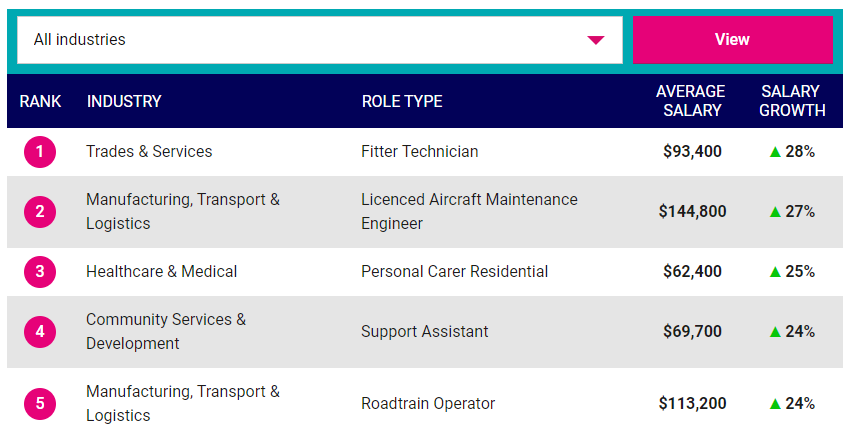 All industries
View
RANK INDUSTRY ROLE TYPE AVERAGE SALARY SALARY GROWTH
1 Trades & Services Fitter Technician $93,400 ▲ 28%
2 Manufacturing, Transport & Logistics Licenced Aircraft Maintenance Engineer $144,800 ▲ 27%
3 Healthcare & Medical Personal Carer Residential $62,400 ▲ 25%
4 Community Services & Development Support Assistant $69,700 ▲ 24%
5 Manufacturing, Transport & Logistics Roadtrain Operator $113,200 ▲ 24%